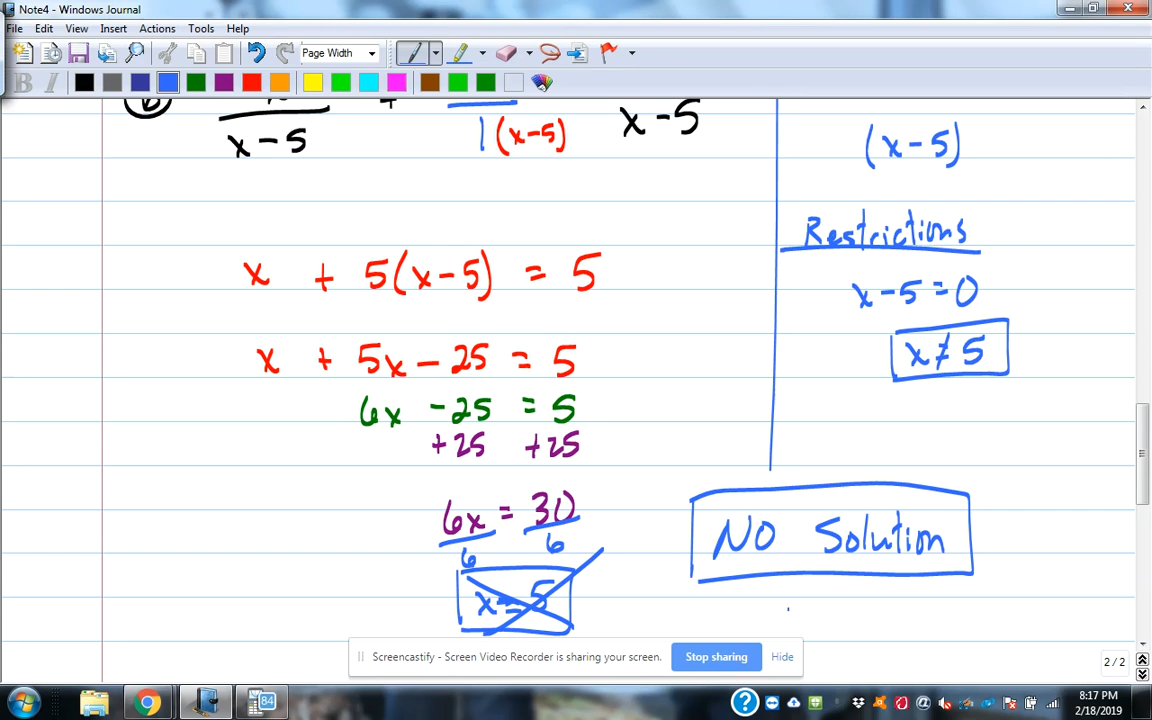 Note4 - Windows Journal
File Edit View Insert Actions Tools Help
Page Width
B I
b
x-5
1(x-5)
x-5
(x-5)
Restrictions
x + 5(x-5) = 5
x-5=0
x≠5
x + 5x-25 = 5
6x -25 = 5
+25 +25
6x = 30
6 6
x=5
NO Solution
Screencastify - Screen Video Recorder is sharing your screen.
Stop sharing
Hide
2 / 2
84
8:17 PM
2/18/2019